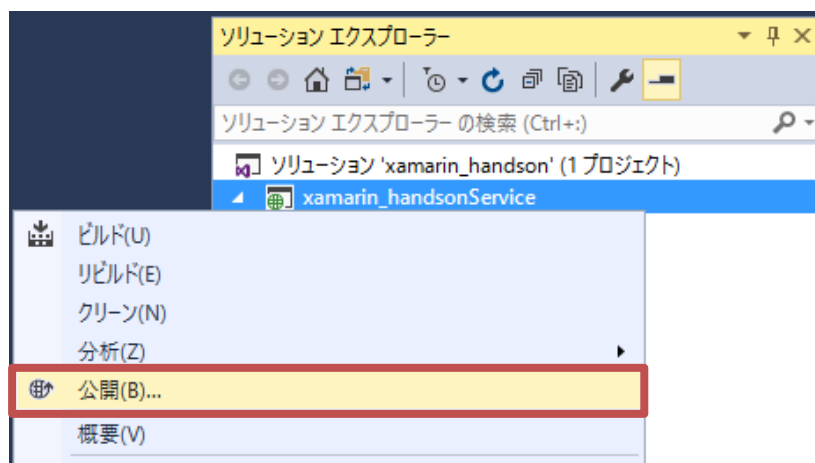 ソリューション エクスプローラー
ソリューション エクスプローラー の検索 (Ctrl+:)
ソリューション 'xamarin_handson' (1 プロジェクト)
xamarin_handsonService
ビルド(U)
リビルド(E)
クリーン(N)
分析(Z)
公開(B)...
概要(V)